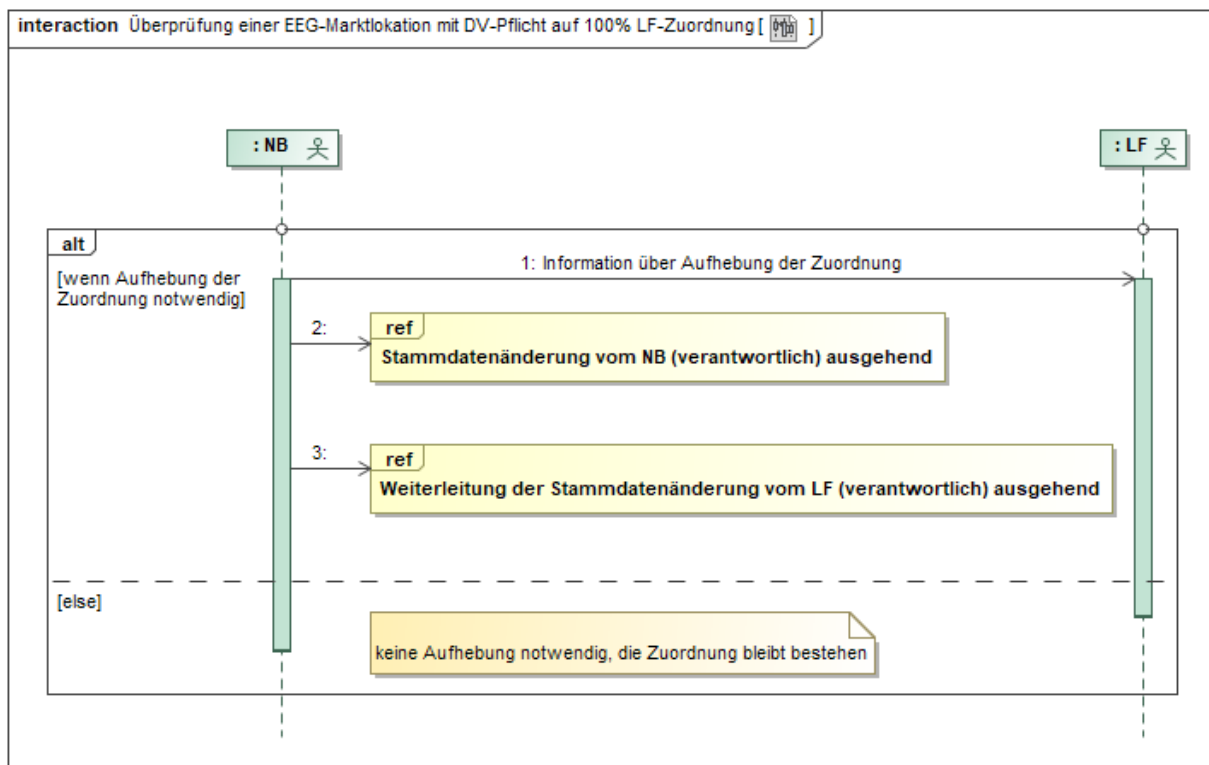 interaction Überprüfung einer EEG-Marktlokation mit DV-Pflicht auf 100% LF-Zuordnung [ ]
: NB
: LF
alt
[wenn Aufhebung der
Zuordnung notwendig]
1: Information über Aufhebung der Zuordnung
2:
ref
Stammdatenänderung vom NB (verantwortlich) ausgehend
3:
ref
Weiterleitung der Stammdatenänderung vom LF (verantwortlich) ausgehend
[else]
keine Aufhebung notwendig, die Zuordnung bleibt bestehen